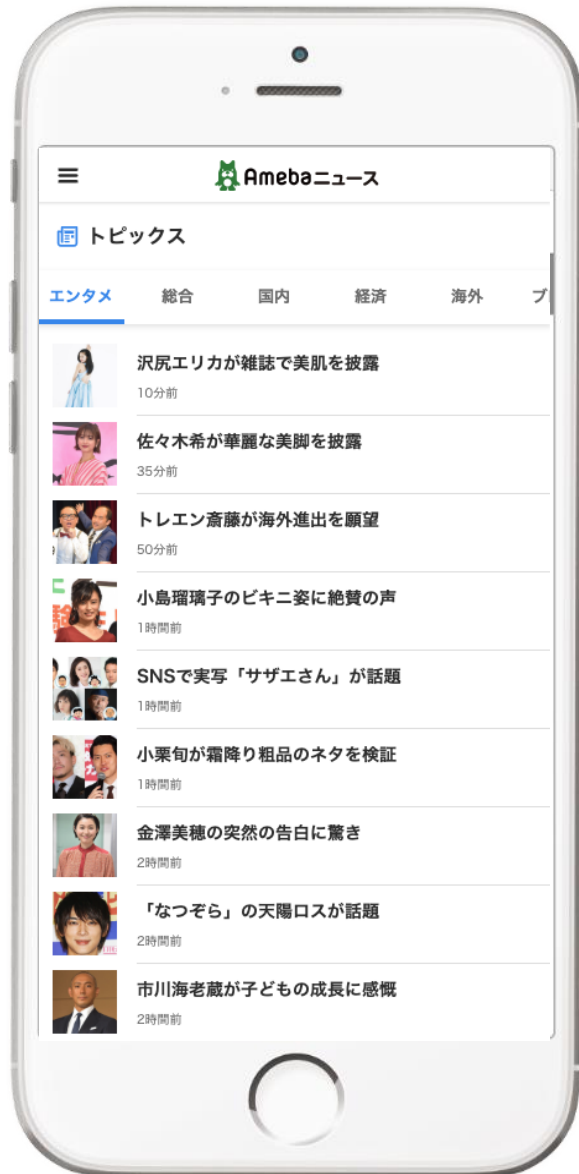 Amebaニュース
トピックス
エンタメ 総合 国内 経済 海外 ブ
沢尻エリカが雑誌で美肌を披露
10分前
佐々木希が華麗な美脚を披露
35分前
トレエン斎藤が海外進出を願望
50分前
小島瑠璃子のビキニ姿に絶賛の声
1時間前
SNSで実写「サザエさん」が話題
1時間前
小栗旬が霜降り粗品のネタを検証
1時間前
金澤美穂の突然の告白に驚き
2時間前
「なつぞら」の天陽ロスが話題
2時間前
市川海老蔵が子どもの成長に感慨
2時間前